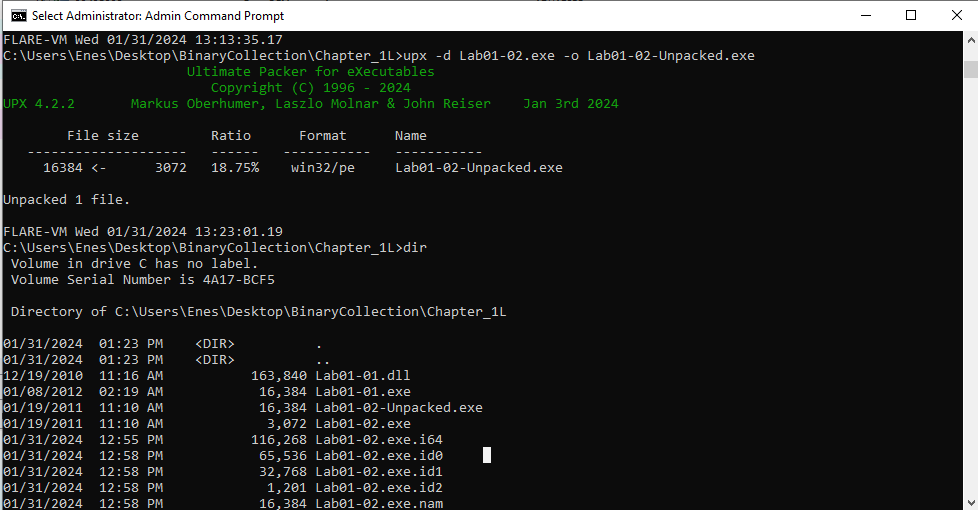 Select Administrator: Admin Command Prompt
FLARE-VM Wed 01/31/2024 13:13:35.17
C:\Users\Enes\Desktop\BinaryCollection\Chapter_1L>upx -d Lab01-02.exe -o Lab01-02-Unpacked.exe
Ultimate Packer for eXecutables
Copyright (C) 1996 - 2024
UPX 4.2.2       Markus Oberhumer, Laszlo Molnar & John Reiser    Jan 3rd 2024
File size         Ratio      Format      Name
--------------------   ------   -----------   -----------
16384 <-      3072   18.75%    win32/pe     Lab01-02-Unpacked.exe
Unpacked 1 file.
FLARE-VM Wed 01/31/2024 13:23:01.19
C:\Users\Enes\Desktop\BinaryCollection\Chapter_1L>dir
Volume in drive C has no label.
Volume Serial Number is 4A17-BCF5
Directory of C:\Users\Enes\Desktop\BinaryCollection\Chapter_1L
01/31/2024  01:23 PM    <DIR>          .
01/31/2024  01:23 PM    <DIR>          ..
12/19/2010  11:16 AM           163,840 Lab01-01.dll
01/08/2012  02:19 AM            16,384 Lab01-01.exe
01/19/2011  11:10 AM            16,384 Lab01-02-Unpacked.exe
01/19/2011  11:10 AM             3,072 Lab01-02.exe
01/31/2024  12:55 PM           116,268 Lab01-02.exe.i64
01/31/2024  12:58 PM            65,536 Lab01-02.exe.id0
01/31/2024  12:58 PM            32,768 Lab01-02.exe.id1
01/31/2024  12:58 PM             1,201 Lab01-02.exe.id2
01/31/2024  12:58 PM            16,384 Lab01-02.exe.nam